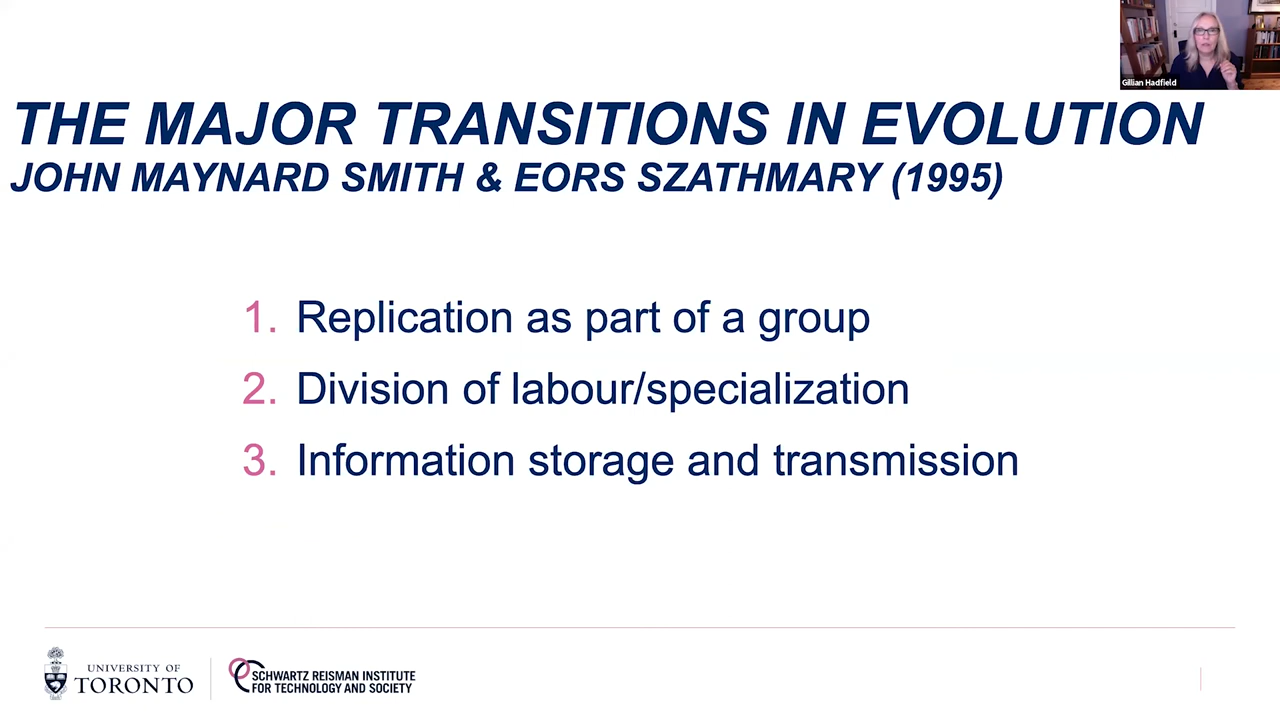 Gillian Hadfield
THE MAJOR TRANSITIONS IN EVOLUTION
JOHN MAYNARD SMITH & EORS SZATHMARY (1995)
1. Replication as part of a group
2. Division of labour/specialization
3. Information storage and transmission
UNIVERSITY OF
TORONTO
SCHWARTZ REISMAN INSTITUTE
FOR TECHNOLOGY AND SOCIETY